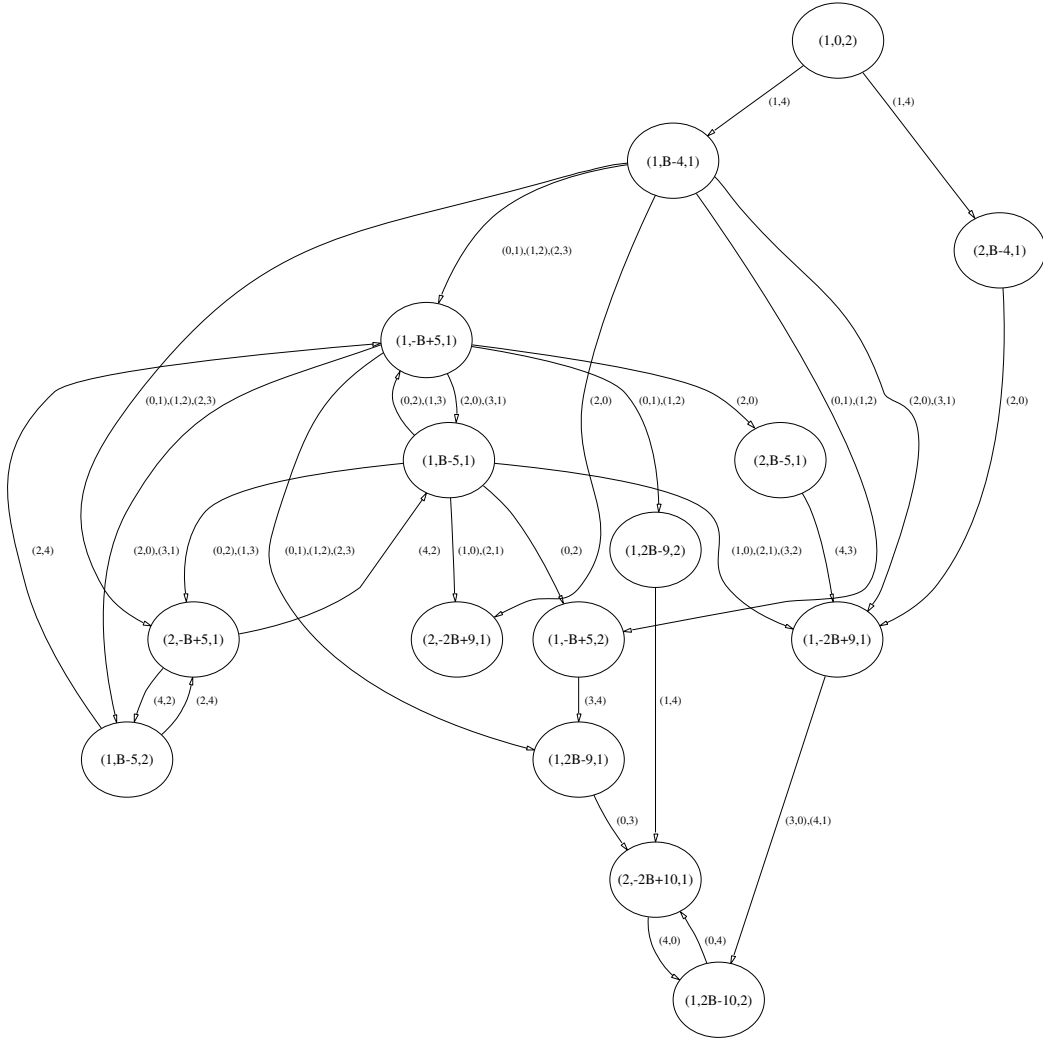 (1,0,2)
(1,4)
(1,4)
(1,B-4,1)
(2,B-4,1)
(0,1),(1,2),(2,3)
(1,-B+5,1)
(0,1),(1,2),(2,3)
(0,2),(1,3)
(2,0),(3,1)
(2,0)
(0,1),(1,2)
(2,0)
(0,1),(1,2)
(2,0),(3,1)
(2,0)
(1,B-5,1)
(2,B-5,1)
(2,4)
(2,0),(3,1)
(0,2),(1,3)
(0,1),(1,2),(2,3)
(4,2)
(1,0),(2,1)
(0,2)
(1,2B-9,2)
(1,0),(2,1),(3,2)
(4,3)
(2,-B+5,1)
(2,-2B+9,1)
(1,-B+5,2)
(1,-2B+9,1)
(4,2)
(2,4)
(3,4)
(1,4)
(1,B-5,2)
(1,2B-9,1)
(0,3)
(3,0),(4,1)
(2,-2B+10,1)
(4,0)
(0,4)
(1,2B-10,2)